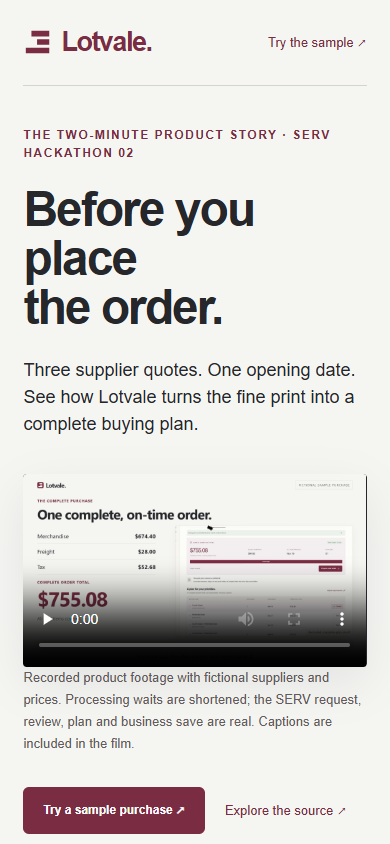 Lotvale.
Try the sample ↗
THE TWO-MINUTE PRODUCT STORY · SERV
HACKATHON 02
Before you
place
the order.
Three supplier quotes. One opening date.
See how Lotvale turns the fine print into a
complete buying plan.
Lotvale.
THE COMPLETE PURCHASE
One complete, on-time order.
Merchandise $674.40
Freight $28.00
Tax $52.68
COMPLETE ORDER TOTAL
$755.08
$755.08
0:00
Recorded product footage with fictional suppliers and
prices. Processing waits are shortened; the SERV request,
review, plan and business save are real. Captions are
included in the film.
Try a sample purchase ↗
Explore the source ↗